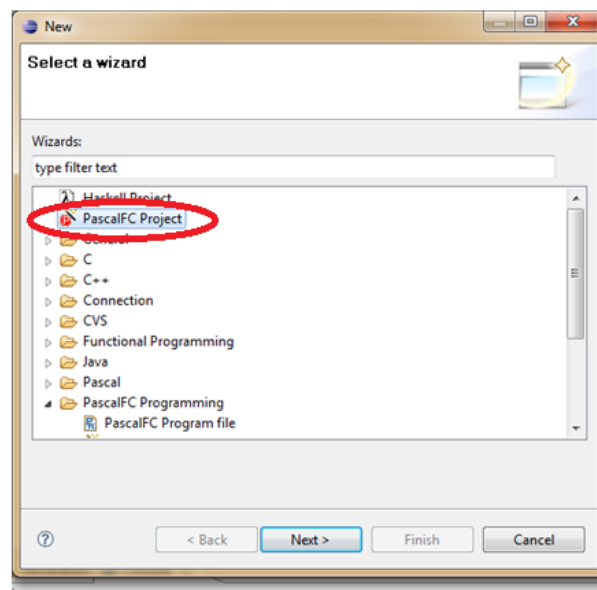 New
Select a wizard
Wizards:
type filter text
Haskell Project
PascalFC Project
General
C
C++
Connection
CVS
Functional Programming
Java
Pascal
PascalFC Programming
PascalFC Program file
< Back Next > Finish Cancel